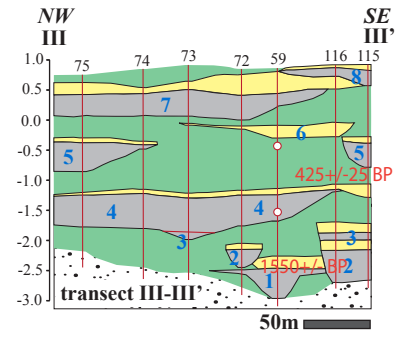 NW SE
III III'
75 74 73 72 59 116 115
1.0
8
0.5
7
0.0
6
-0.5
5 5
-1.0
425+/-25 BP
-1.5
4 4
-2.0
3 3
2 2
-2.5
1550+/- BP
1
-3.0
transect III-III'
50m